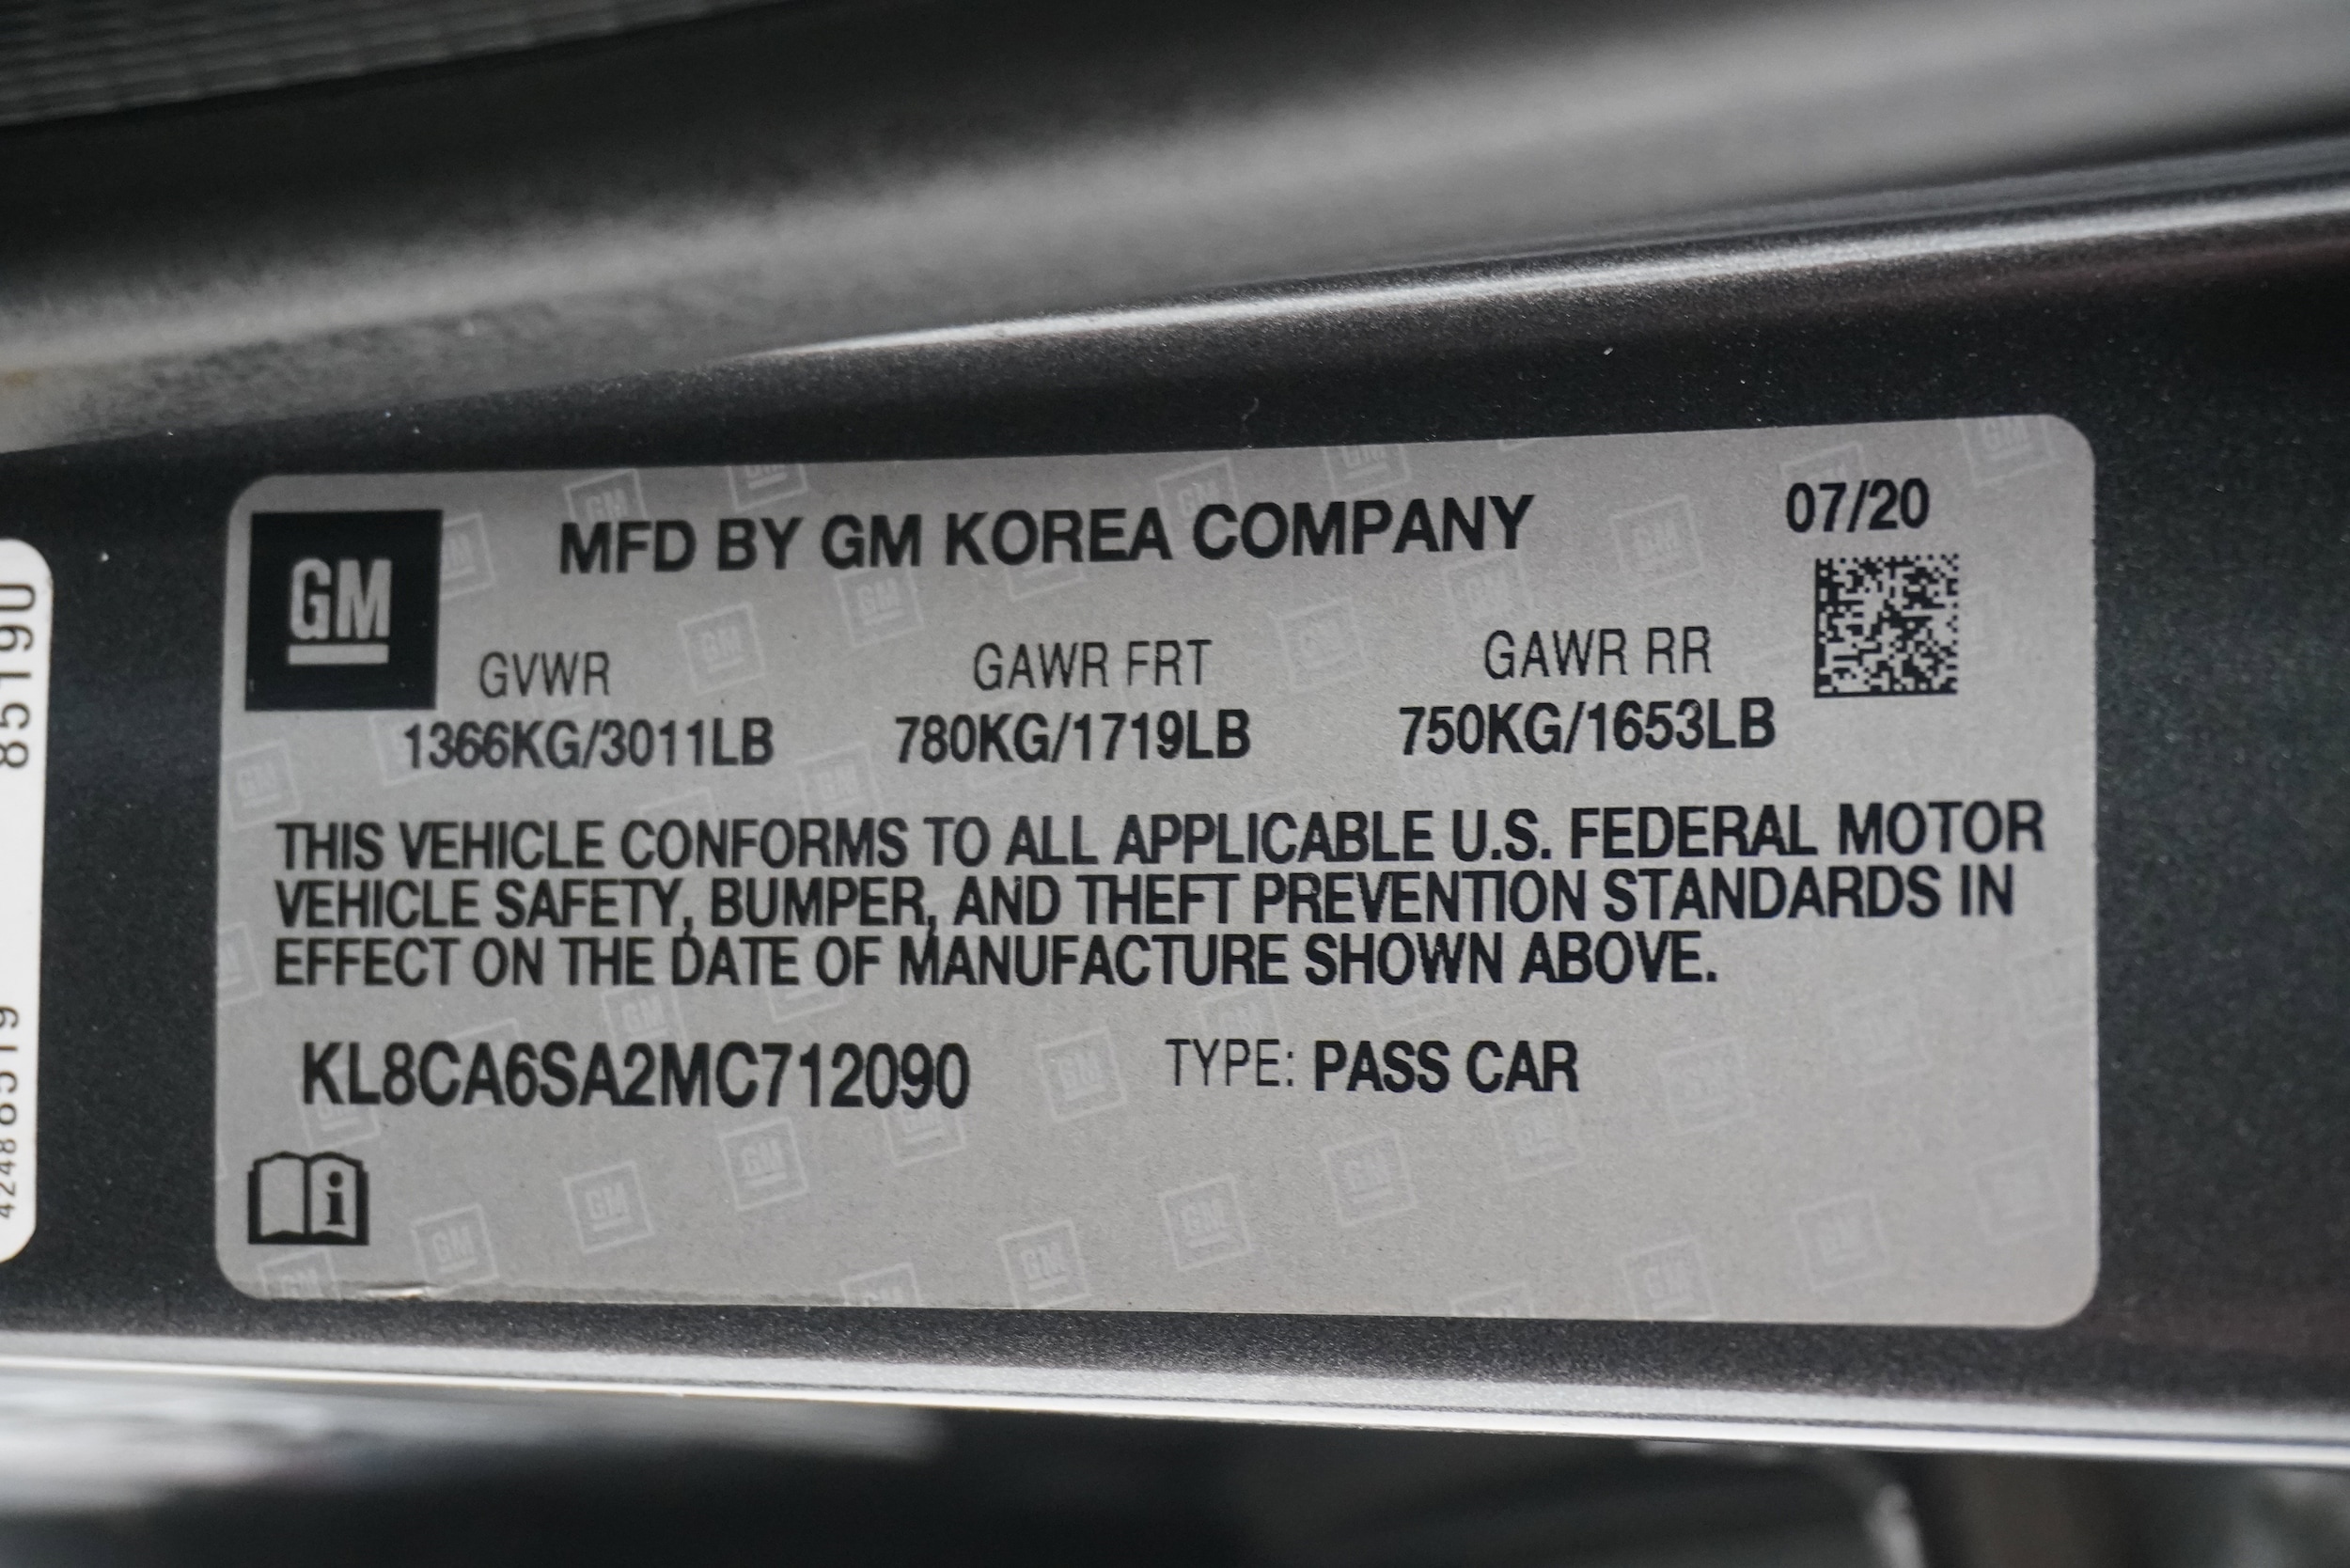 GM
MFD BY GM KOREA COMPANY
07/20
GVWR
GAWR FRT
GAWR RR
1366KG/3011LB
780KG/1719LB
750KG/1653LB
THIS VEHICLE CONFORMS TO ALL APPLICABLE U.S. FEDERAL MOTOR
VEHICLE SAFETY, BUMPER, AND THEFT PREVENTION STANDARDS IN
EFFECT ON THE DATE OF MANUFACTURE SHOWN ABOVE.
KL8CA6SA2MC712090
TYPE: PASS CAR
i